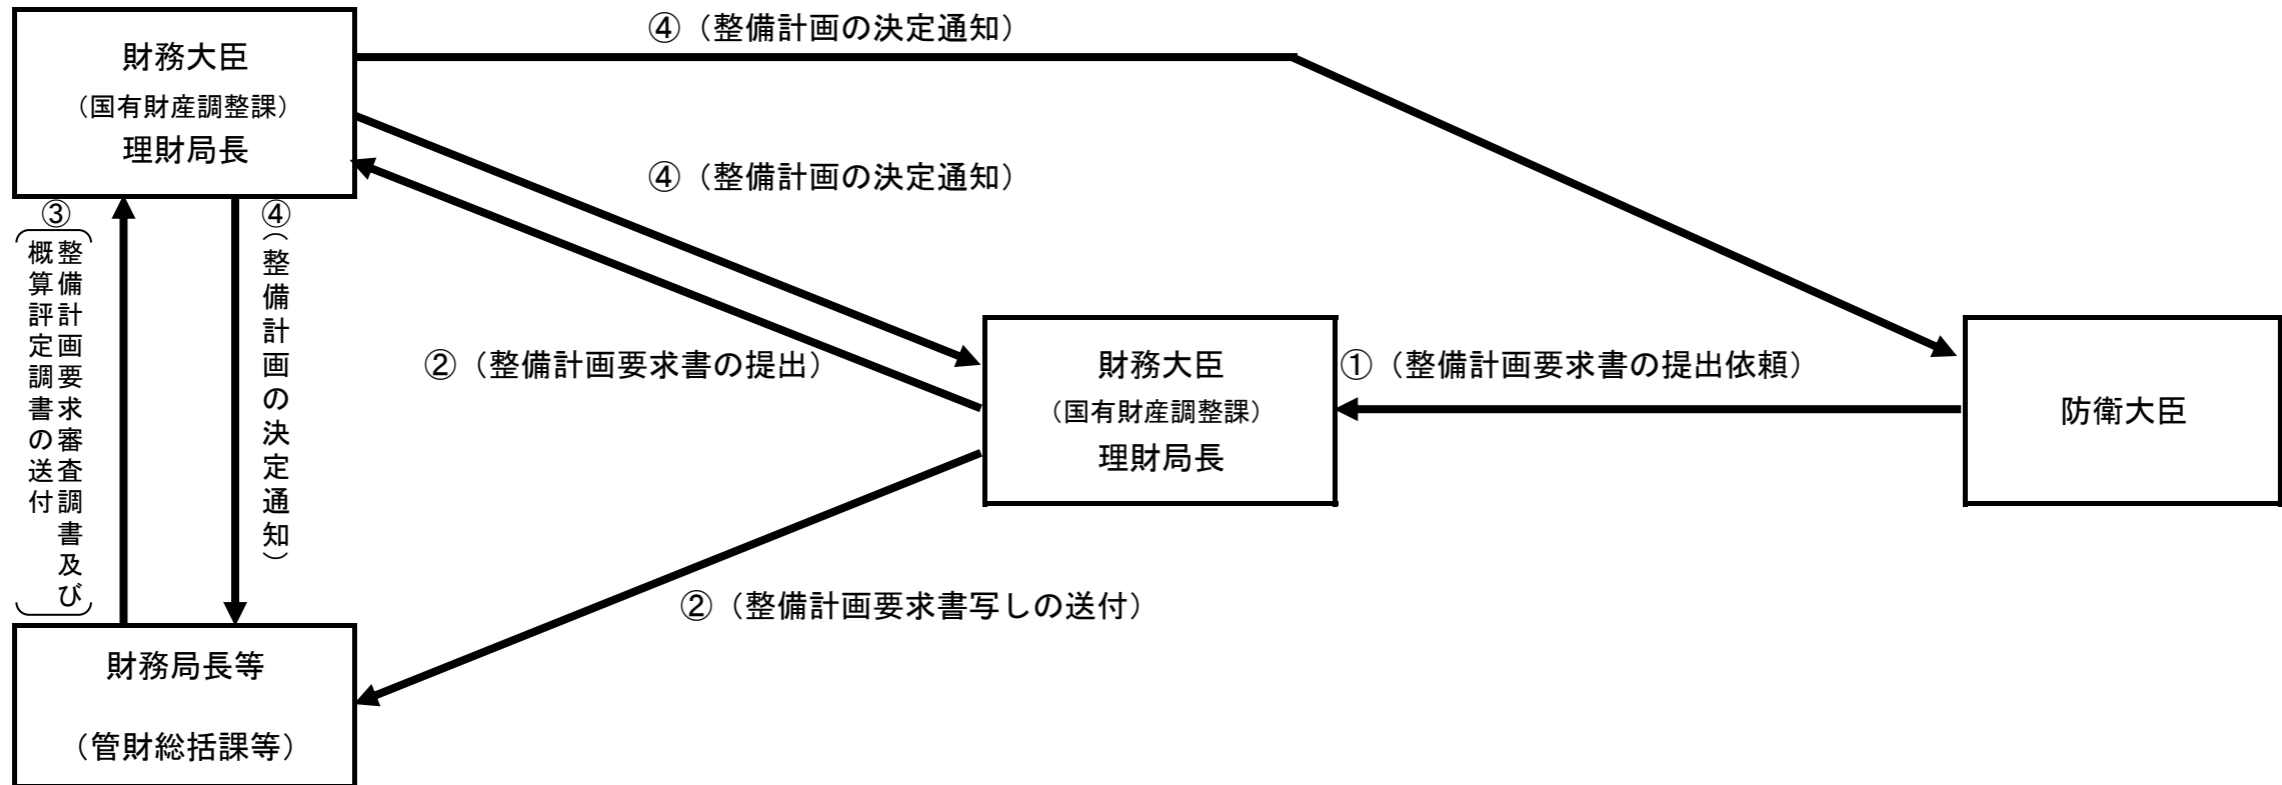 ④（整備計画の決定通知）
財務大臣
（国有財産調整課）
理財局長
④（整備計画の決定通知）
③
整備計画要求審査調書及び
概算評定調書の送付
④（整備計画の決定通知）
②（整備計画要求書の提出）
財務大臣
（国有財産調整課）
理財局長
①（整備計画要求書の提出依頼）
防衛大臣
②（整備計画要求書写しの送付）
財務局長等
（管財総括課等）